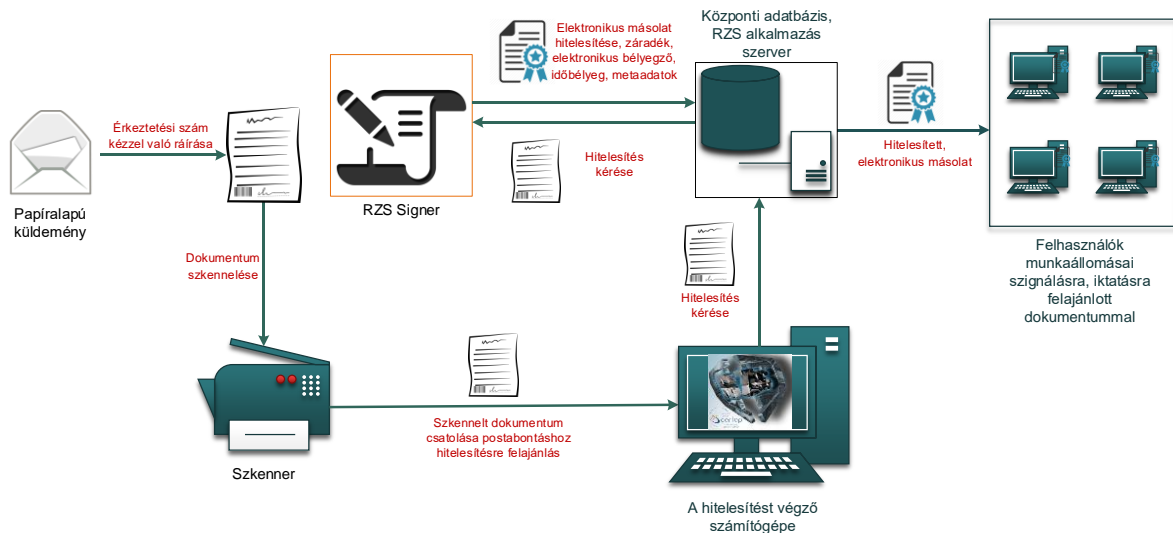 Központi adatbázis,
RZS alkalmazás
szerver
Elektronikus másolat
hitelesítése, záradék,
elektronikus bélyegző,
időbélyeg, metaadatok
Érkeztetési szám
kézzel való ráírása
Hitelesítés
kérése
Hitelesített,
elektronikus másolat
Papíralapú
küldemény
RZS Signer
Felhasználók
munkaállomásai
szignálásra, iktatásra
felajánlott
dokumentummal
Dokumentum
szkennelése
Hitelesítés
kérése
Szkennelt dokumentum
csatolása postabontáshoz
hitelesítésre felajánlás
Szkenner
A hitelesítést végző
számítógépe